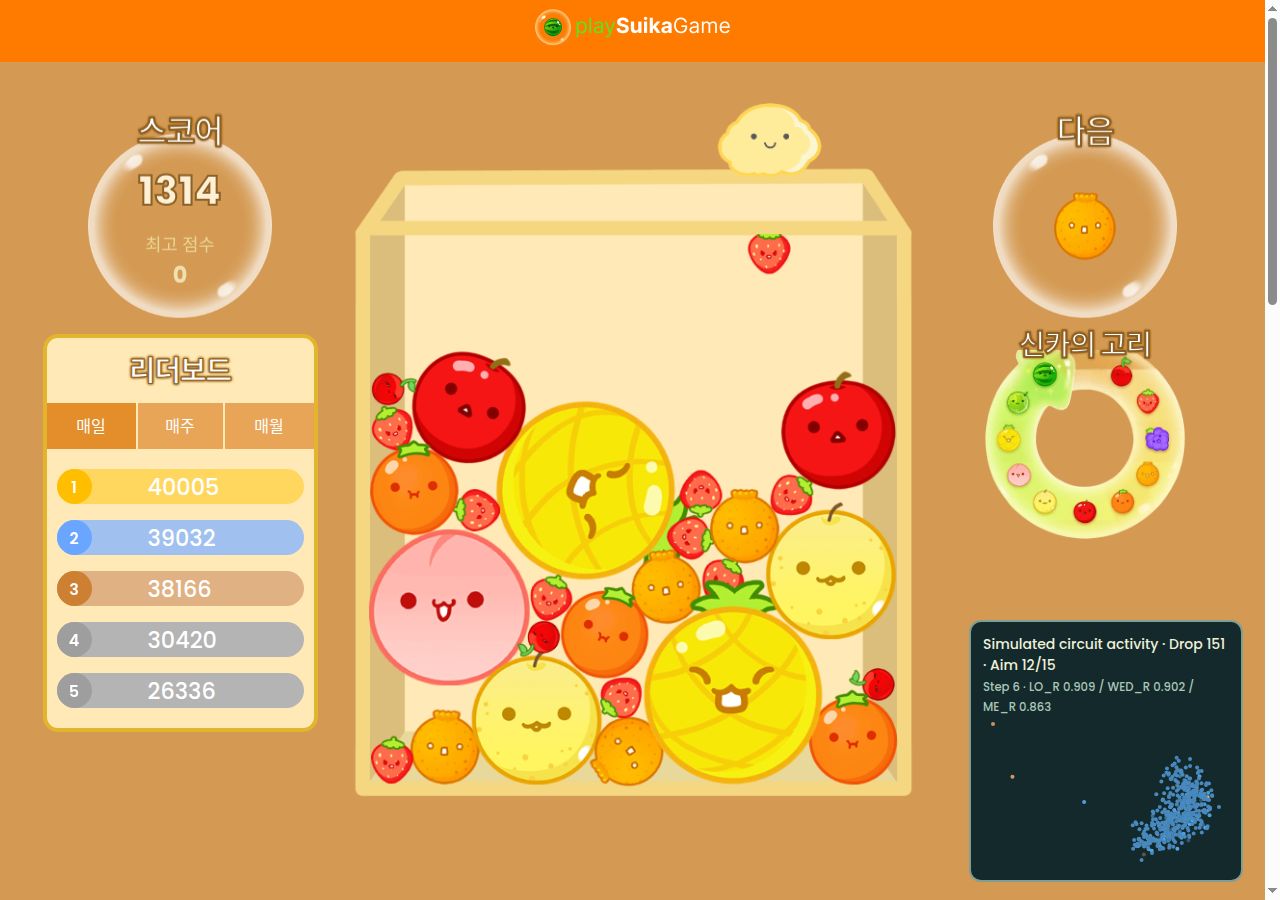 playSuikaGame
스코어
1314
최고 점수
0
다음
리더보드
매일 매주 매월
1 40005
2 39032
3 38166
4 30420
5 26336
신카의 고리
Simulated circuit activity · Drop 151
· Aim 12/15
Step 6 · LO_R 0.909 / WED_R 0.902 /
ME_R 0.863